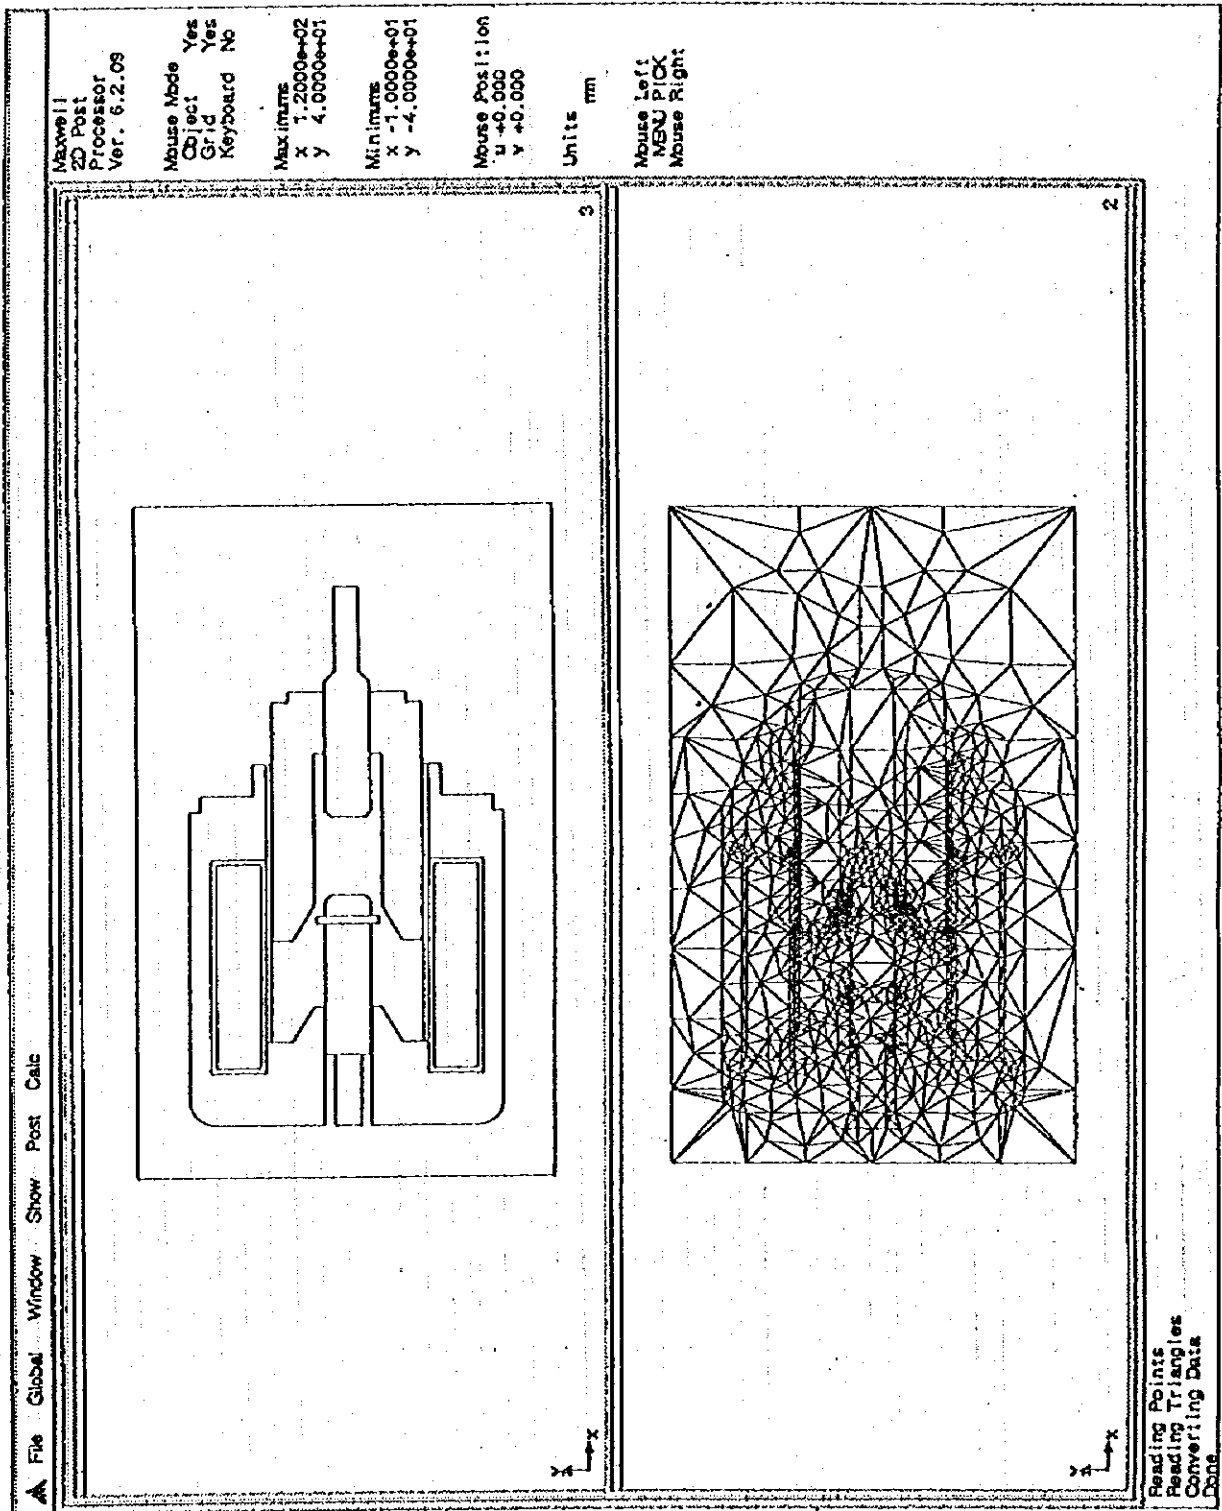 File Global Window Show Post Calc
Maxwell
2D Post
Processor
Ver. 6.2.09
Mouse Mode
Object Yes
Grid Yes
Keyboard No
Maximums
x 1.2000e+02
y 4.0000e+01
Minimums
x -1.0000e+01
y -4.0000e+01
Mouse Position
u +0.000
v +0.000
Units mm
Mouse Left
MENU PICK
Mouse Right
3
Y
X
2
Y
X
Reading Points
Reading Triangles
Converting Data
Done